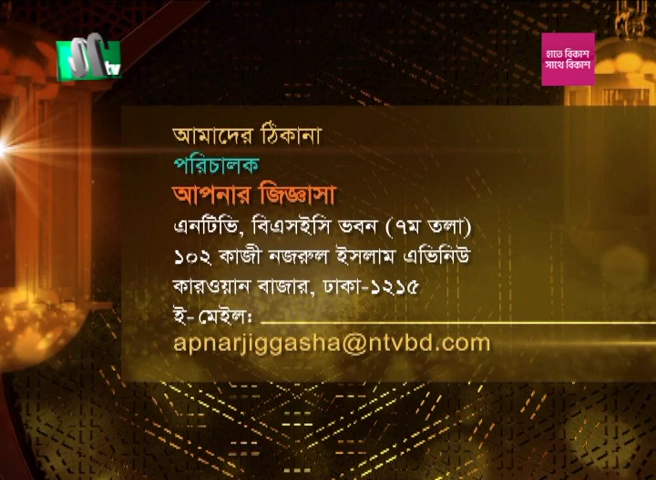 হাতে বিকাশ
সাথে বিকাশ
tv
আমাদের ঠিকানা
পরিচালক
আপনার জিজ্ঞাসা
এনটিভি, বিএসইসি ভবন (৭ম তলা)
১০২ কাজী নজরুল ইসলাম এভিনিউ
কারওয়ান বাজার, ঢাকা-১২১৫
ই-মেইল:
apnarjiggasha@ntvbd.com